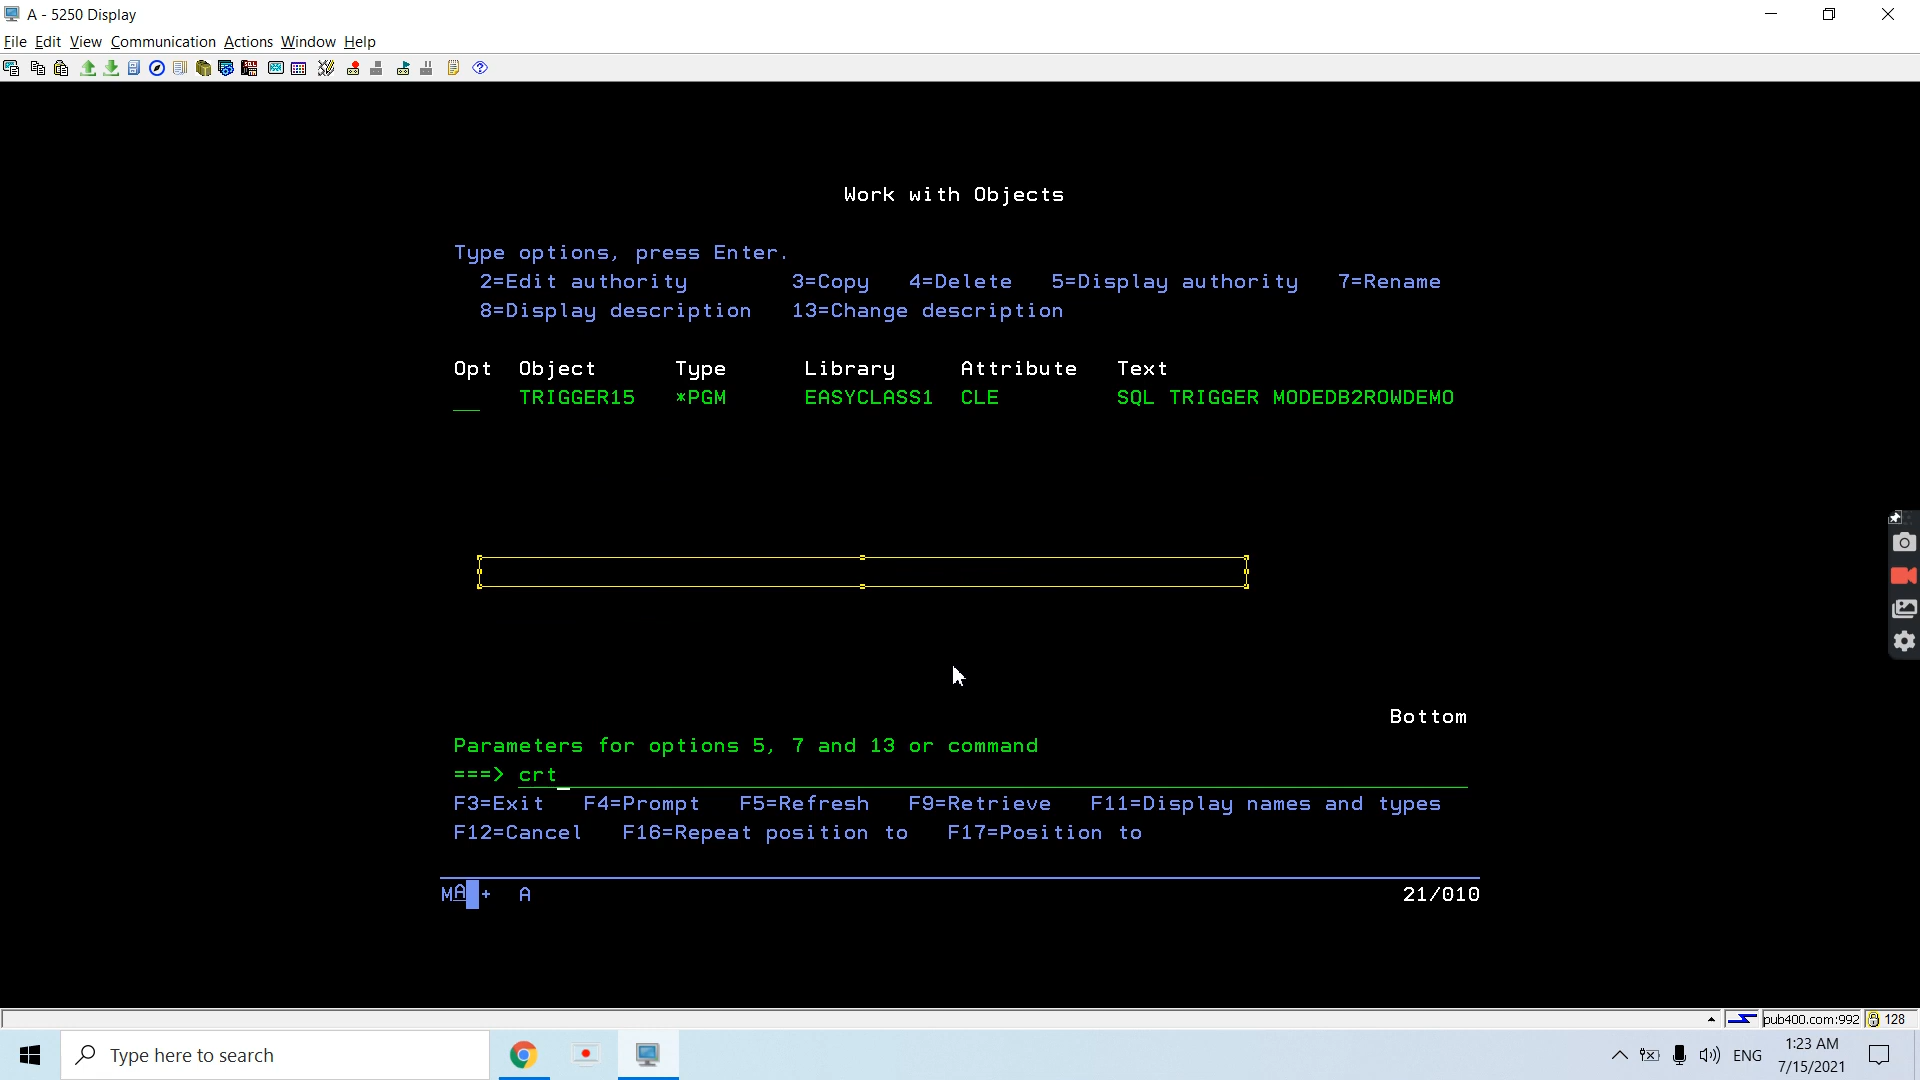 A - 5250 Display
File Edit View Communication Actions Window Help
Work with Objects
Type options, press Enter.
2=Edit authority 3=Copy 4=Delete 5=Display authority 7=Rename
8=Display description 13=Change description
Opt Object Type Library Attribute Text
__ TRIGGER15 *PGM EASYCLASS1 CLE SQL TRIGGER MODEDB2ROWDEMO
Bottom
Parameters for options 5, 7 and 13 or command
===> crt_
F3=Exit F4=Prompt F5=Refresh F9=Retrieve F11=Display names and types
F12=Cancel F16=Repeat position to F17=Position to
MA + A 21/010
pub400.com:992 128
Type here to search
ENG
1:23 AM
7/15/2021